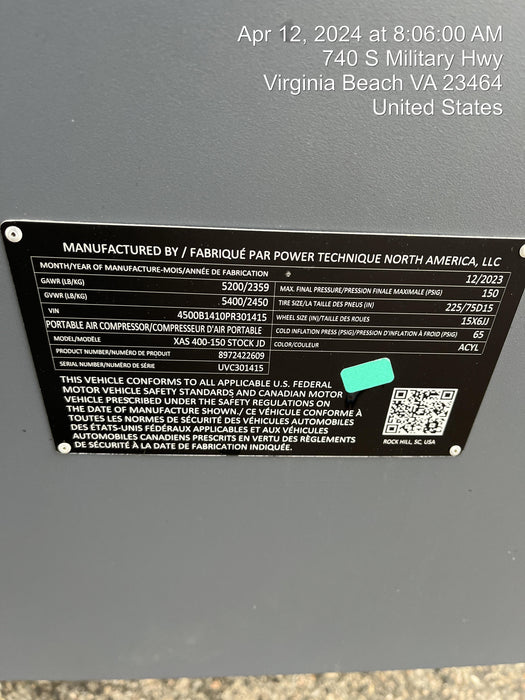 Apr 12, 2024 at 8:06:00 AM
740 S Military Hwy
Virginia Beach VA 23464
United States
MANUFACTURED BY / FABRIQUÉ PAR POWER TECHNIQUE NORTH AMERICA, LLC
MONTH/YEAR OF MANUFACTURE-MOIS/ANNÉE DE FABRICATION 12/2023
GAWR (LB/KG) 5200/2359
MAX. FINAL PRESSURE/PRESSION FINALE MAXIMALE (PSIG) 150
GVWR (LB/KG) 5400/2450
TIRE SIZE/LA TAILLE DES PNEUS (IN) 225/75D15
VIN 4500B1410PR301415
WHEEL SIZE (IN)/TAILLE DES ROUES 15X6JJ
PORTABLE AIR COMPRESSOR/COMPRESSEUR D'AIR PORTABLE
COLD INFLATION PRESS (PSIG)/PRESSION D'INFLATION À FROID (PSIG) 65
MODEL/MODÈLE XAS 400-150 STOCK JD
COLOR/COULEUR ACYL
PRODUCT NUMBER/NUMÉRO DE PRODUIT 8972422609
SERIAL NUMBER/NUMÉRO DE SÉRIE UVC301415
THIS VEHICLE CONFORMS TO ALL APPLICABLE U.S. FEDERAL
MOTOR VEHICLE SAFETY STANDARDS AND CANADIAN MOTOR
VEHICLE PRESCRIBED UNDER THE SAFETY REGULATIONS ON
THE DATE OF MANUFACTURE SHOWN./ CE VÉHICULE CONFORME À
TOUTES LES NORMES DE SÉCURITÉ DES VÉHICULES AUTOMOBILES
DES ÉTATS-UNIS FÉDÉRAUX APPLICABLES ET AUX VÉHICULES
AUTOMOBILES CANADIENS PRESCRITS EN VERTU DES RÈGLEMENTS
DE SÉCURITÉ À LA DATE DE FABRICATION INDIQUÉE.
ROCK HILL, SC, USA